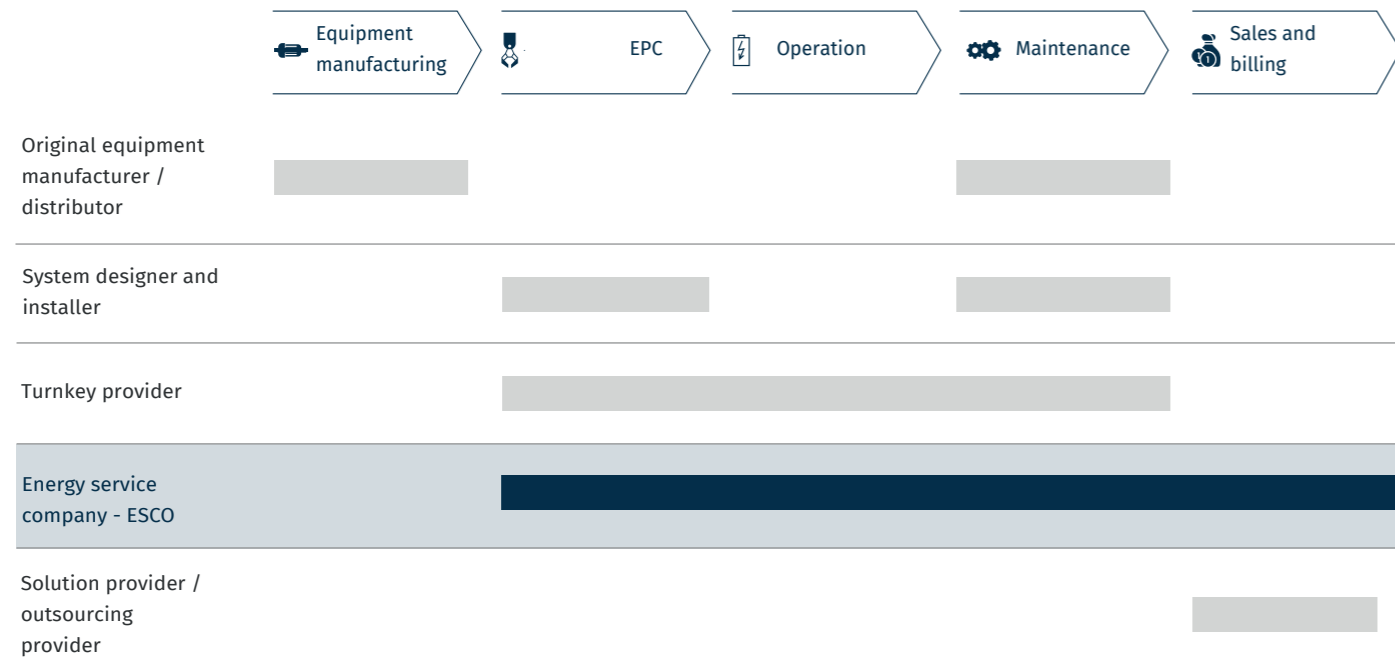 Equipment
manufacturing
EPC
Operation
Maintenance
Sales and
billing
Original equipment
manufacturer /
distributor
System designer and
installer
Turnkey provider
Energy service
company - ESCO
Solution provider /
outsourcing
provider